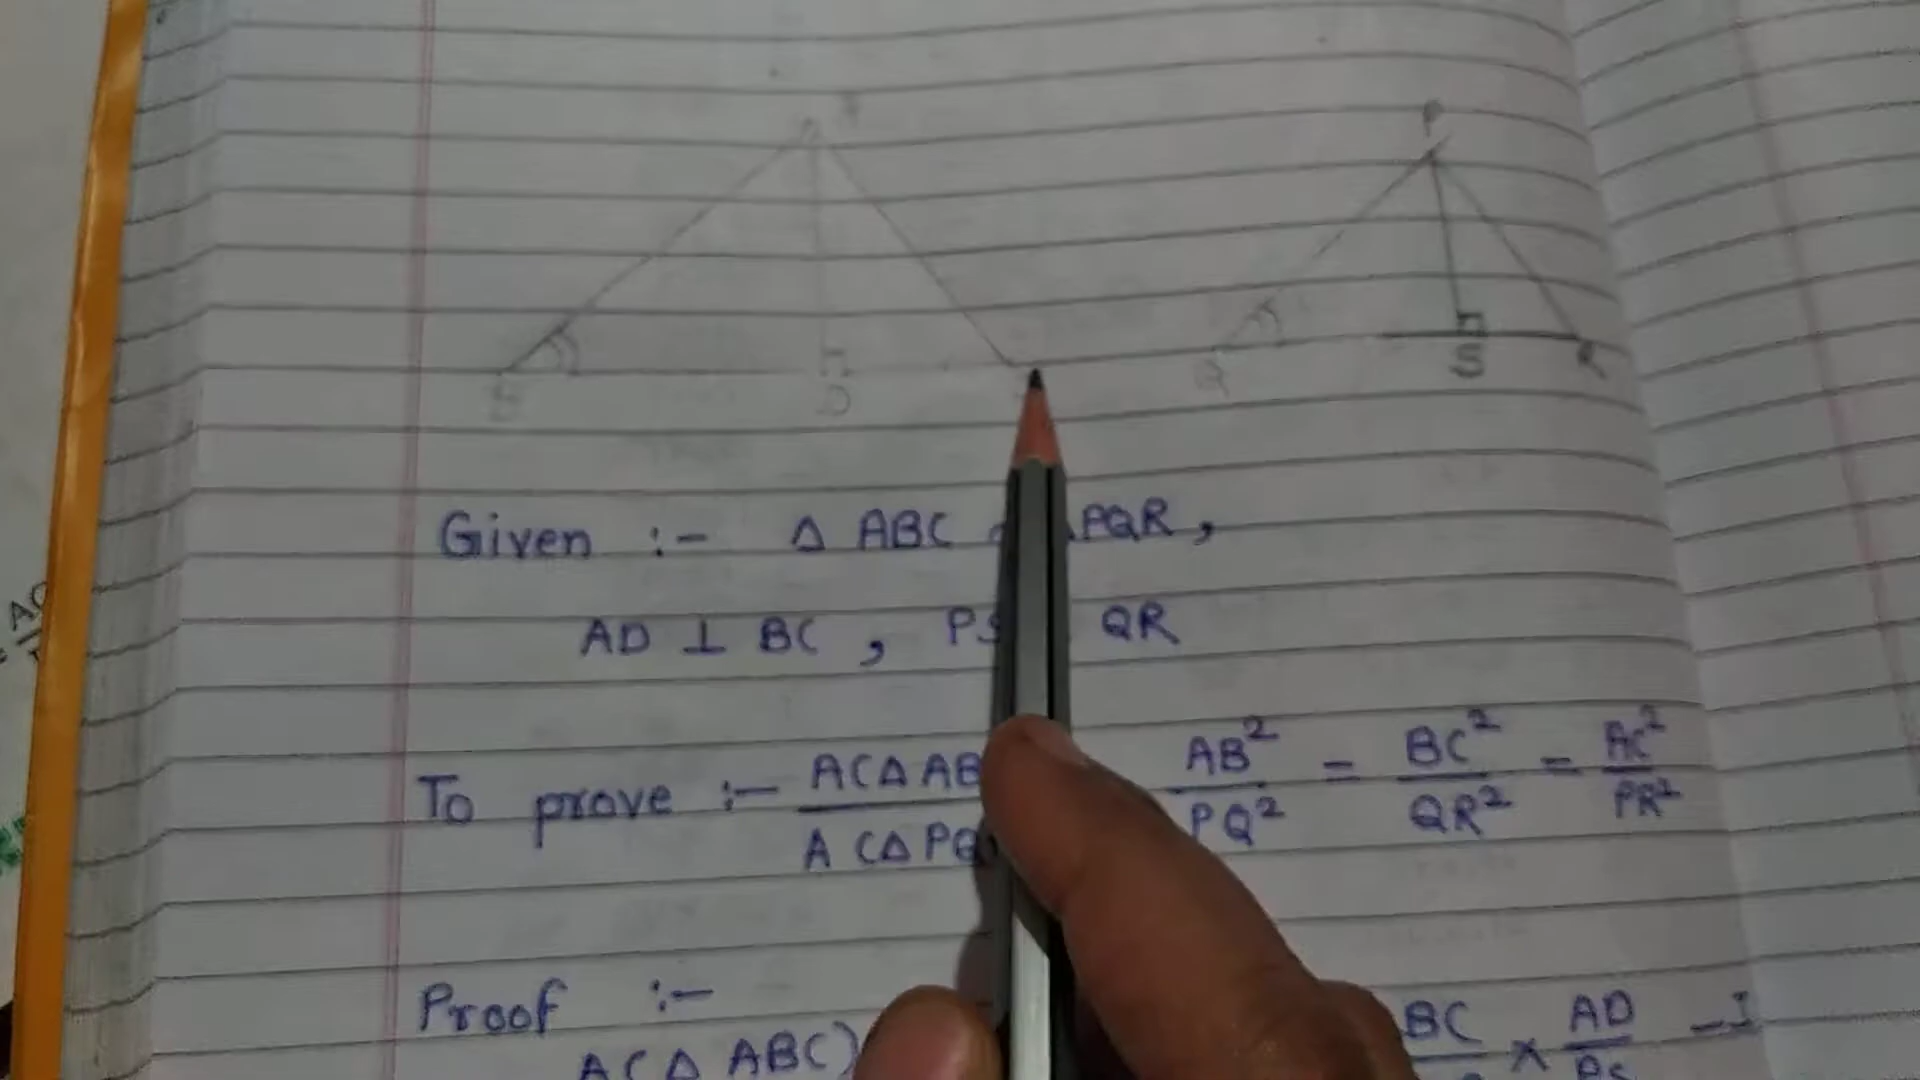 P
B D Q S R
Given :- Δ ABC PQR,
AD ⊥ BC, PS QR
To prove :- A(Δ AB / A(Δ PQ AB² / PQ² = BC² / QR² = AC² / PR²
Proof :-
A(Δ ABC) BC × AD / PS - I